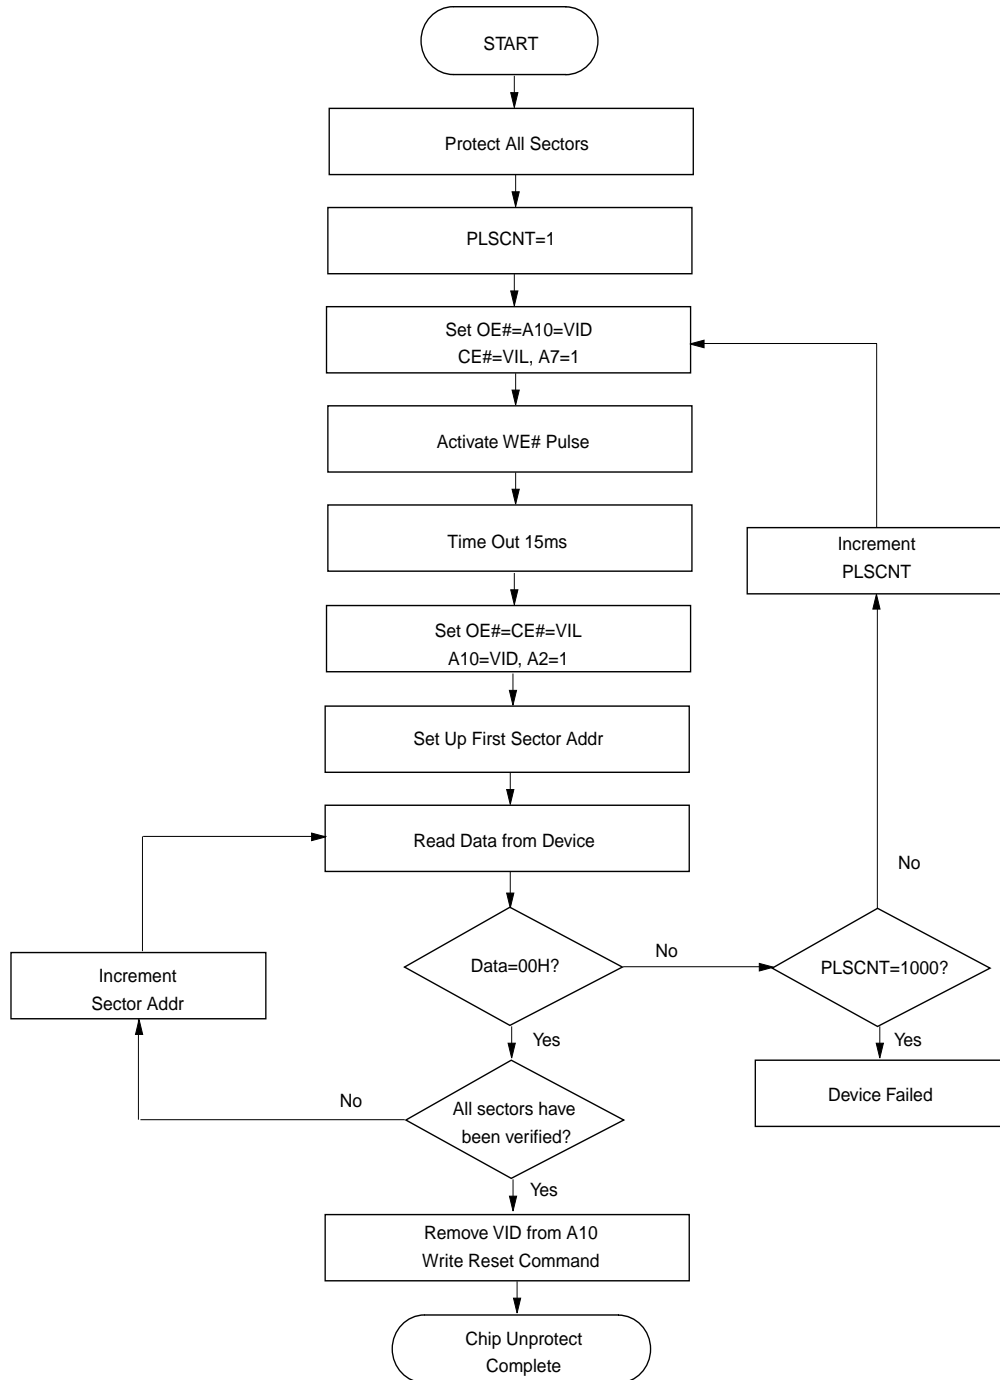 START
Protect All Sectors
PLSCNT=1
Set OE#=A10=VID
CE#=VIL, A7=1
Activate WE# Pulse
Time Out 15ms
Increment
PLSCNT
Set OE#=CE#=VIL
A10=VID, A2=1
Set Up First Sector Addr
Read Data from Device
No
Data=00H?
No
PLSCNT=1000?
Increment
Sector Addr
Yes
Yes
Device Failed
No
All sectors have
been verified?
Yes
Remove VID from A10
Write Reset Command
Chip Unprotect
Complete